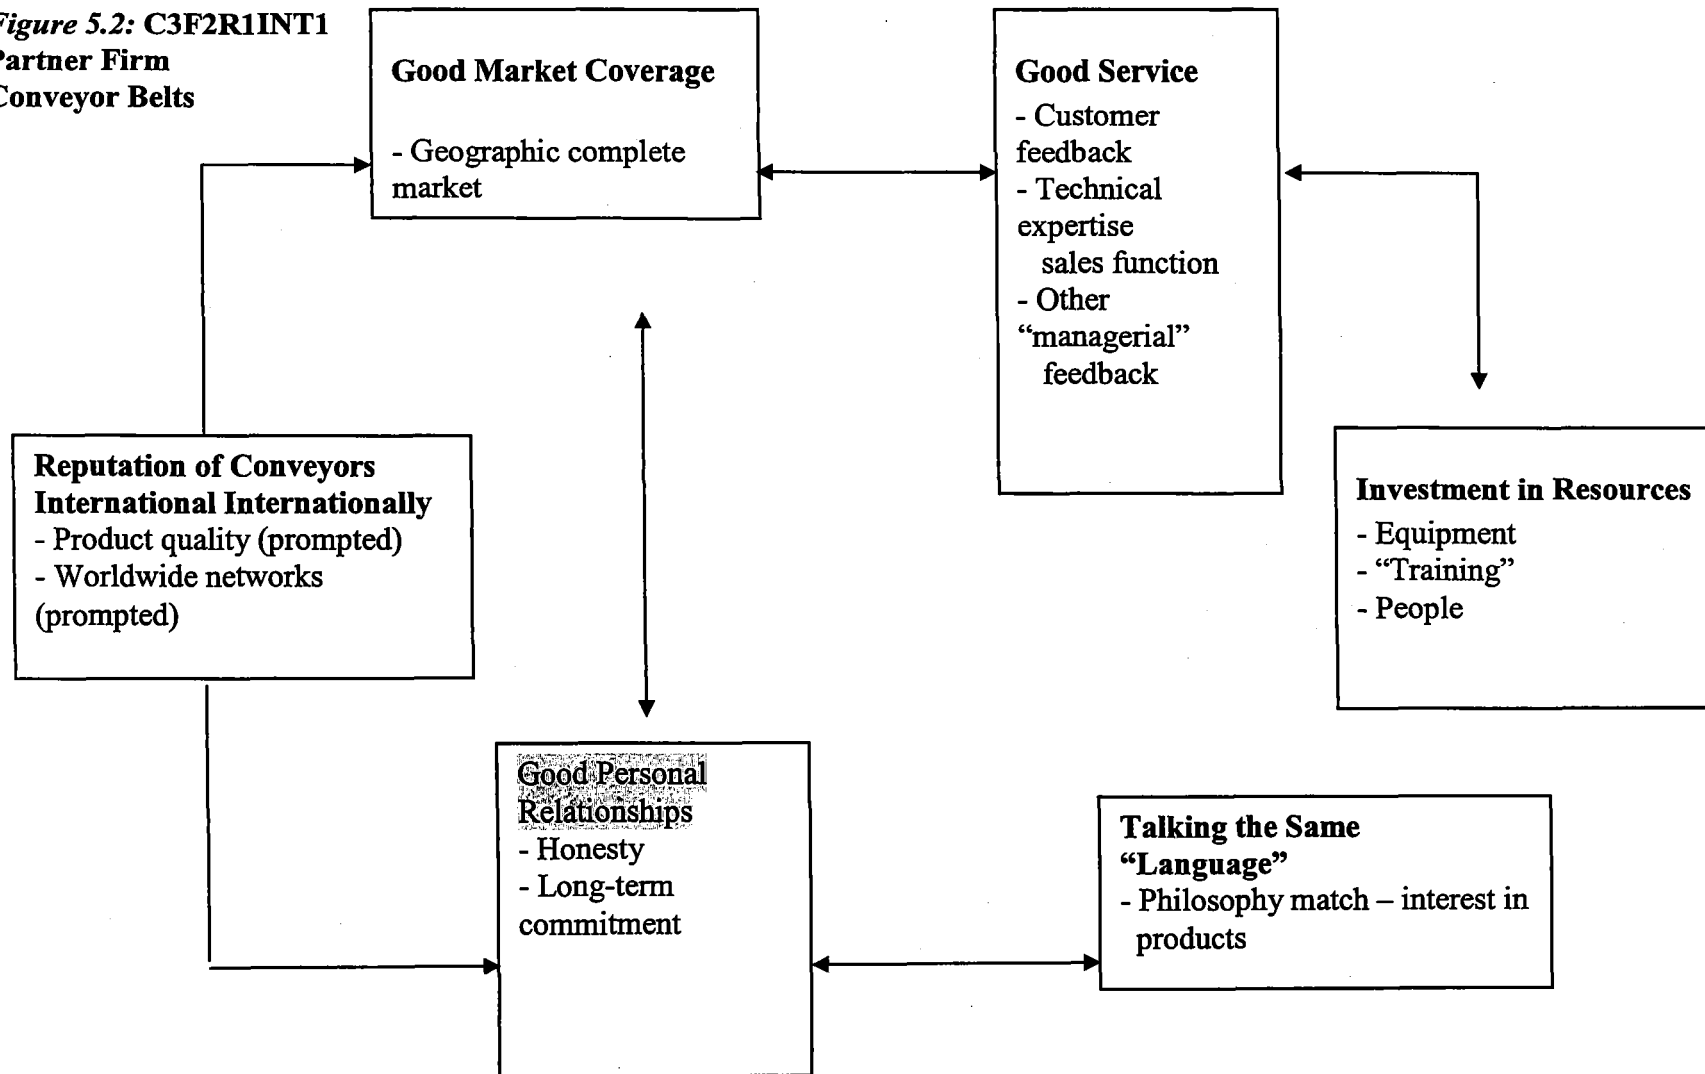 Figure 5.2: C3F2R1INT1
Partner Firm
Conveyor Belts
Good Market Coverage
- Geographic complete
market
Good Service
- Customer
feedback
- Technical
expertise
sales function
- Other
“managerial”
feedback
Reputation of Conveyors
International Internationally
- Product quality (prompted)
- Worldwide networks
(prompted)
Investment in Resources
- Equipment
- “Training”
- People
Good Personal
Relationships
- Honesty
- Long-term
commitment
Talking the Same
“Language”
- Philosophy match – interest in
products